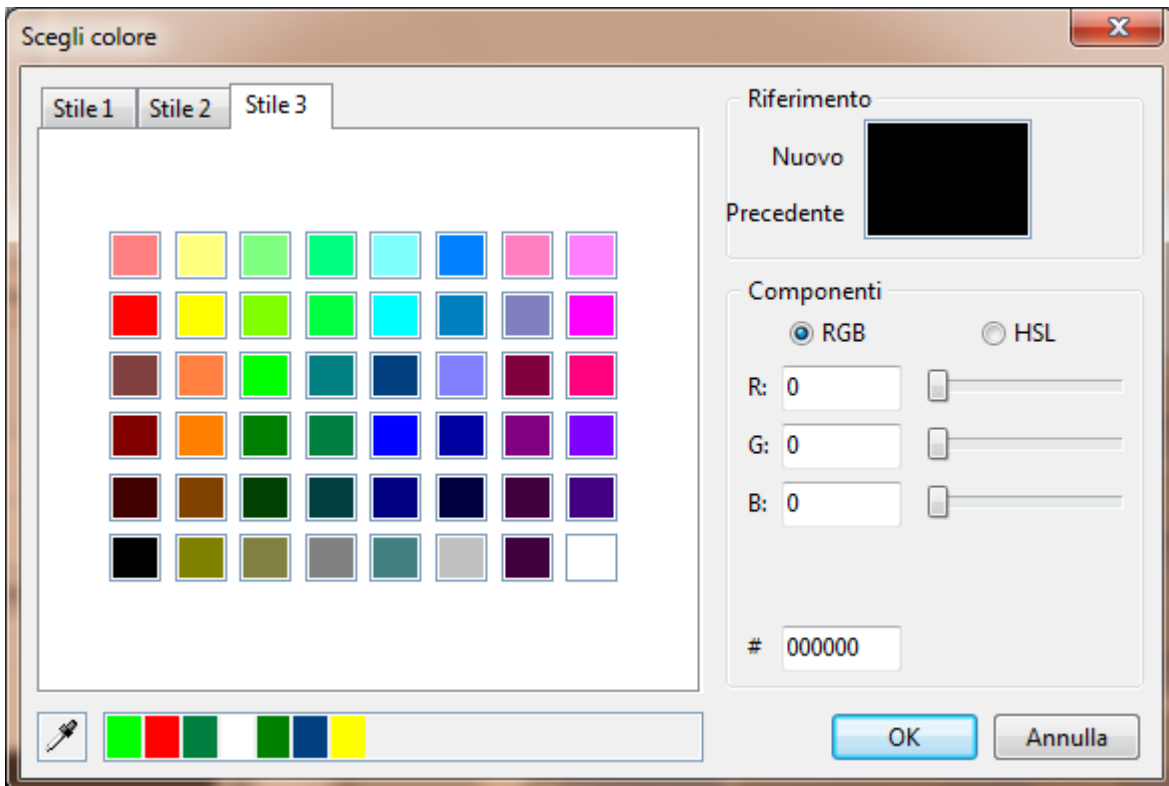 Scegli colore
Stile 1 Stile 2 Stile 3
Riferimento
Nuovo
Precedente
Componenti
RGB HSL
R: 0
G: 0
B: 0
# 000000
OK Annulla